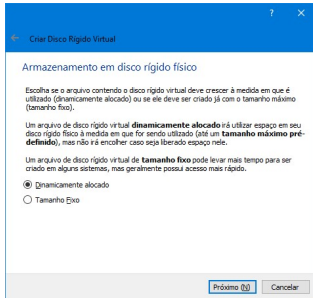 Criar Disco Rígido Virtual
Armazenamento em disco rígido físico
Escolha se o arquivo contendo o disco rígido virtual deve crescer à medida em que é
utilizado (dinamicamente alocado) ou se ele deve ser criado já com o tamanho máximo
(tamanho fixo).
Um arquivo de disco rígido virtual dinamicamente alocado irá utilizar espaço em seu
disco rígido físico à medida em que for sendo utilizado (até um tamanho máximo pré-
definido), mas não irá encolher caso seja liberado espaço nele.
Um arquivo de disco rígido virtual de tamanho fixo pode levar mais tempo para ser
criado em alguns sistemas, mas geralmente possui acesso mais rápido.
Dinamicamente alocado
Tamanho Fixo
Próximo (N) Cancelar